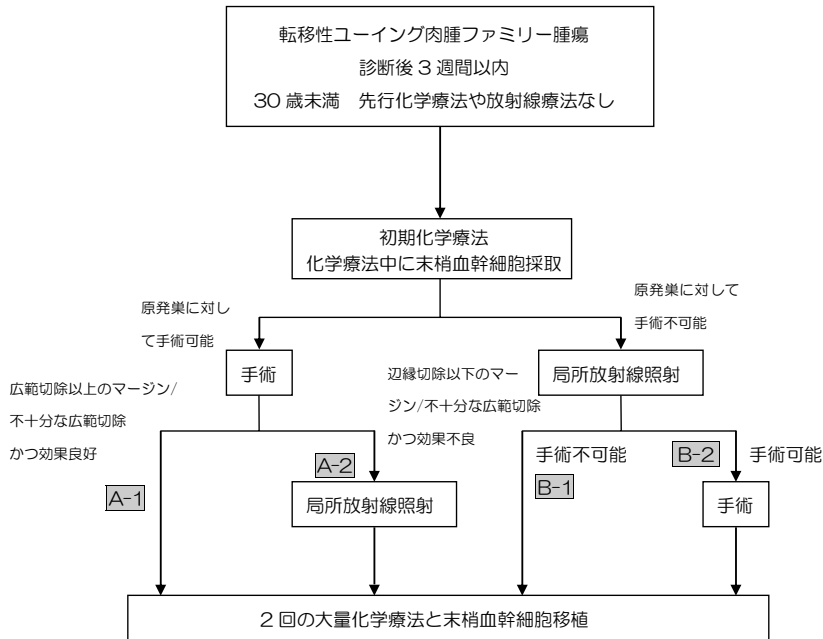 転移性ユーイング肉腫ファミリー腫瘍
診断後 3 週間以内
30 歳未満　先行化学療法や放射線療法なし
初期化学療法
化学療法中に末梢血幹細胞採取
原発巣に対し
て手術可能
原発巣に対して
手術不可能
手術
局所放射線照射
広範切除以上のマージン/
不十分な広範切除
かつ効果良好
辺縁切除以下のマー
ジン/不十分な広範切除
かつ効果不良
A-1
A-2
手術不可能
B-1
B-2
手術可能
局所放射線照射
手術
2 回の大量化学療法と末梢血幹細胞移植